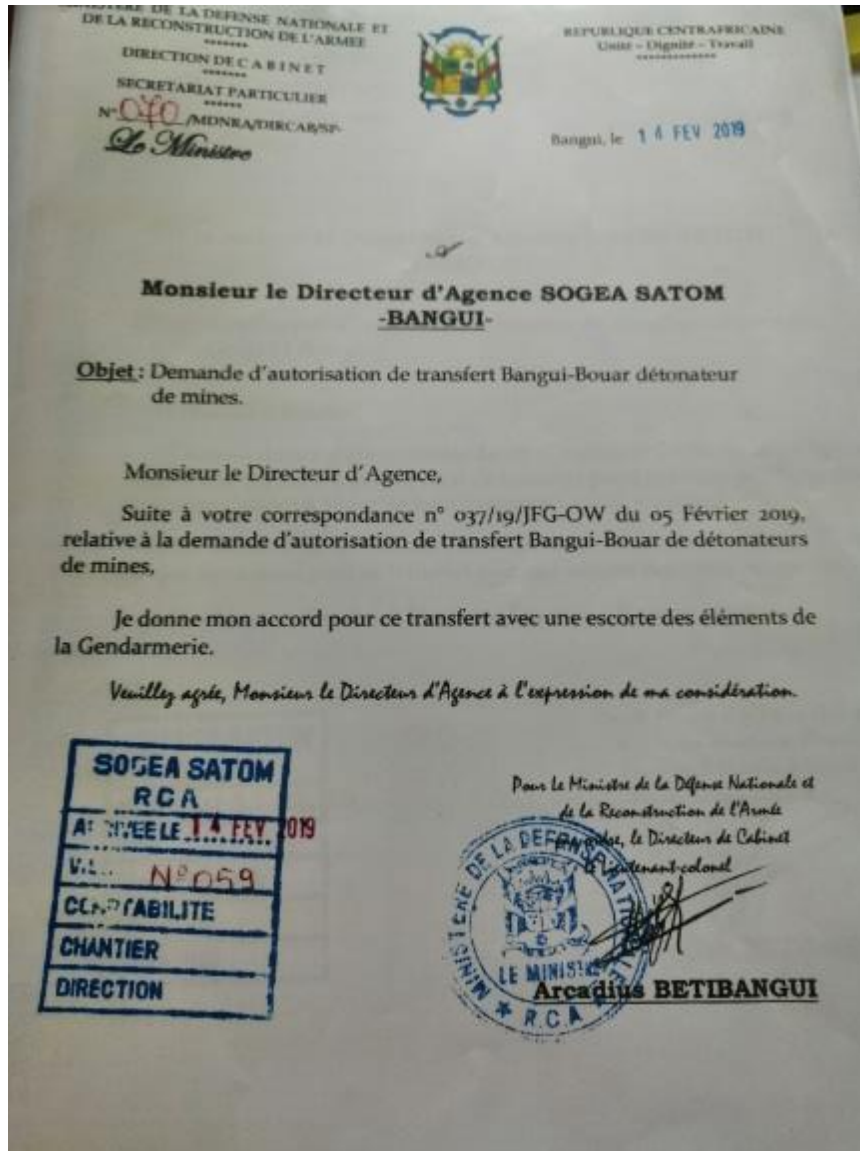 MINISTERE DE LA DEFENSE NATIONALE ET
DE LA RECONSTRUCTION DE L'ARMEE
*******
DIRECTION DE CABINET
*******
SECRETARIAT PARTICULIER
******
N° 070 /MDNRA/DIRCAB/SP-
Le Ministre
REPUBLIQUE CENTRAFRICAINE
Unité – Dignité – Travail
*************
Bangui, le 14 FEV 2019
Monsieur le Directeur d'Agence SOGEA SATOM
-BANGUI-
Objet : Demande d'autorisation de transfert Bangui-Bouar détonateur
de mines.
Monsieur le Directeur d'Agence,
Suite à votre correspondance n° 037/19/JFG-OW du 05 Février 2019,
relative à la demande d'autorisation de transfert Bangui-Bouar de détonateurs
de mines,
Je donne mon accord pour ce transfert avec une escorte des éléments de
la Gendarmerie.
Veuillez agrée, Monsieur le Directeur d'Agence à l'expression de ma considération.
SOGEA SATOM
RCA
LE 14 FEV 2019
N° 059
COMPTABILITE
CHANTIER
DIRECTION
Pour Le Ministre de la Défense Nationale et
de la Reconstruction de l'Armée
le Directeur de Cabinet
Le Lieutenant-colonel
MINISTERE DE LA DEFENSE NATIONALE
LE MINISTRE
* R.C.A *
Arcadius BETIBANGUI